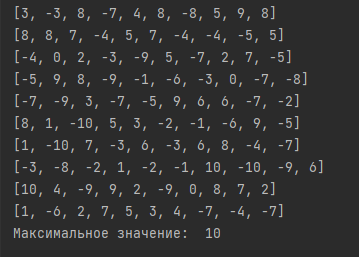 [3, -3, 8, -7, 4, 8, -8, 5, 9, 8]
[8, 8, 7, -4, 5, 7, -4, -4, -5, 5]
[-4, 0, 2, -3, -9, 5, -7, 2, 7, -5]
[-5, 9, 8, -9, -1, -6, -3, 0, -7, -8]
[-7, -9, 3, -7, -5, 9, 6, 6, -7, -2]
[8, 1, -10, 5, 3, -2, -1, -6, 9, -5]
[1, -10, 7, -3, 6, -3, 6, 8, -4, -7]
[-3, -8, -2, 1, -2, -1, 10, -10, -9, 6]
[10, 4, -9, 9, 2, -9, 0, 8, 7, 2]
[1, -6, 2, 7, 5, 3, 4, -7, -4, -7]
Максимальное значение:  10